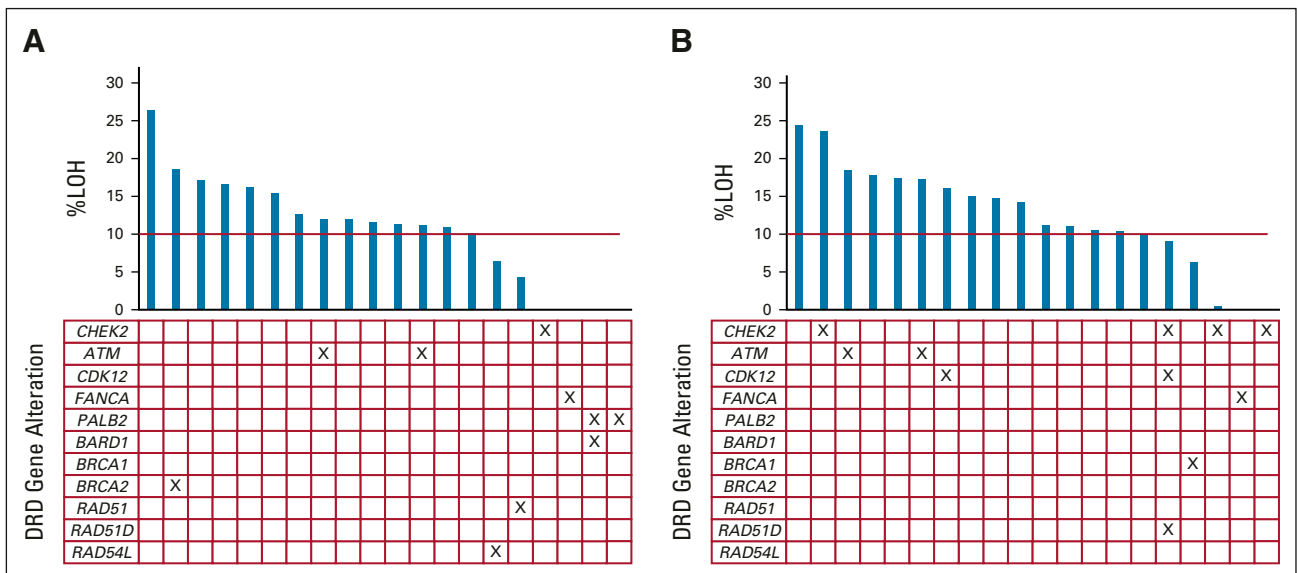 A
%LOH
30
25
20
15
10
5
0
DRD Gene Alteration
CHEK2 X
ATM X X
CDK12
FANCA X
PALB2 X X
BARD1 X
BRCA1
BRCA2 X
RAD51 X
RAD51D
RAD54L X
B
%LOH
30
25
20
15
10
5
0
DRD Gene Alteration
CHEK2 X X X X
ATM X X
CDK12 X X
FANCA X
PALB2
BARD1
BRCA1 X
BRCA2
RAD51
RAD51D X
RAD54L